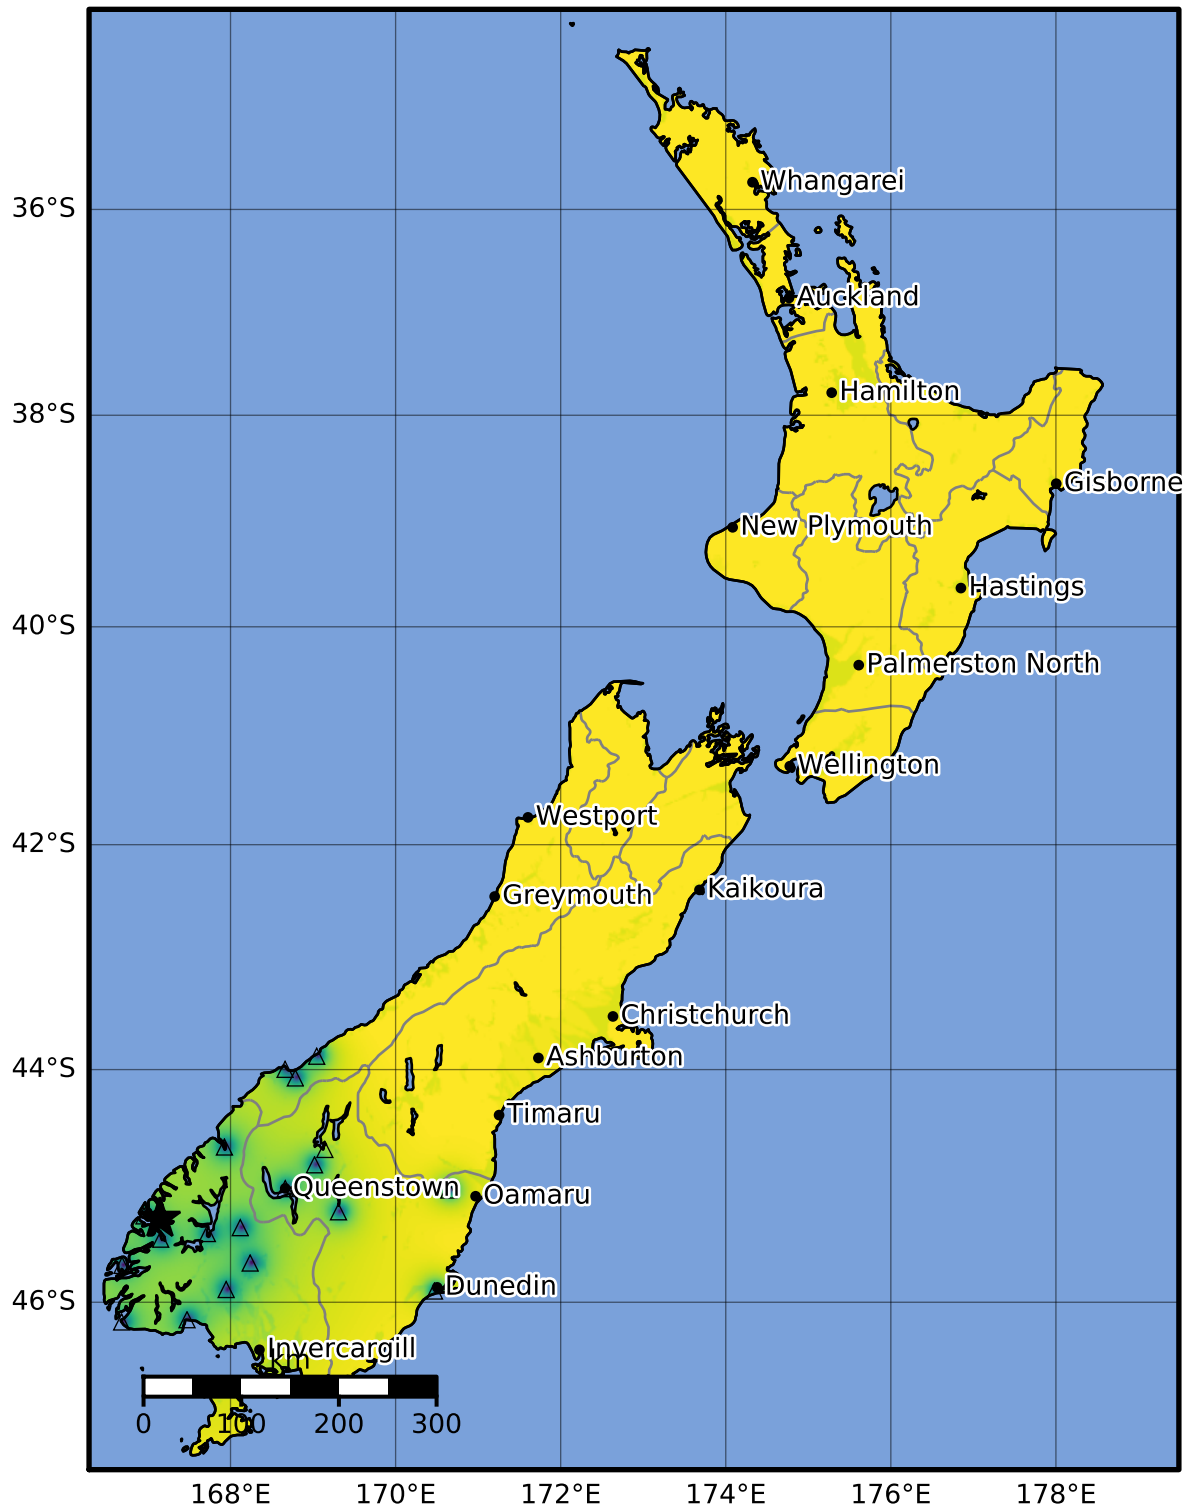 Whangarei
36°S
Auckland
Hamilton
38°S
Gisborne
New Plymouth
Hastings
40°S
Palmerston North
Wellington
Westport
42°S
Kaikoura
Greymouth
Christchurch
Ashburton
44°S
Timaru
Queenstown
Oamaru
Dunedin
46°S
Invercargill
km
0 100 200 300
168°E 170°E 172°E 174°E 176°E 178°E